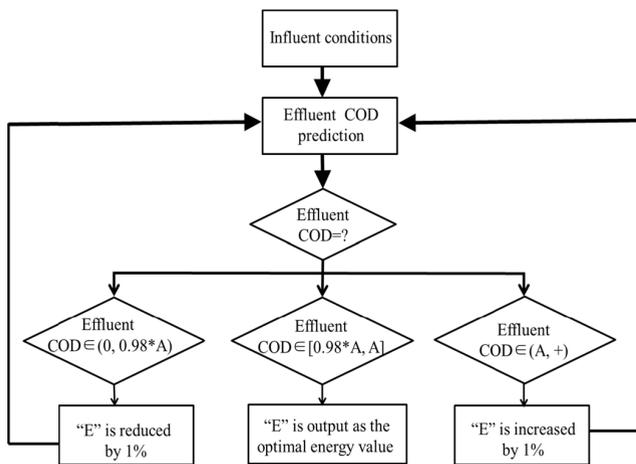 Influent conditions
Effluent COD
prediction
Effluent
COD=?
Effluent
COD∈(0, 0.98*A)
Effluent
COD∈[0.98*A, A]
Effluent
COD∈(A, +)
“E” is reduced
by 1%
“E” is output as the
optimal energy value
“E” is increased
by 1%